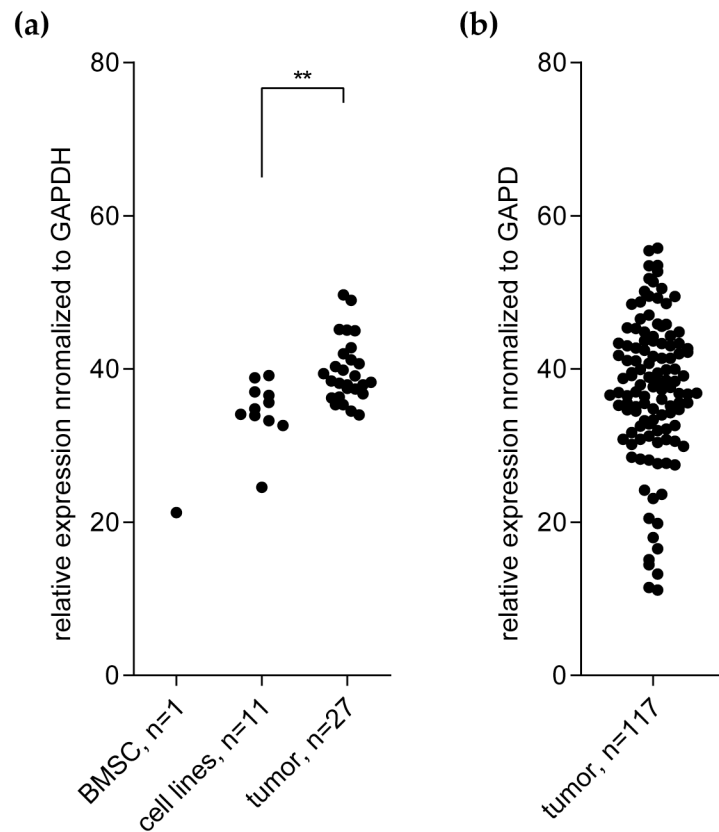 (a)
relative expression nromalized to GAPDH
80
60
40
20
0
**
BMSC, n=1
cell lines, n=11
tumor, n=27
(b)
relative expression nromalized to GAPD
80
60
40
20
0
tumor, n=117